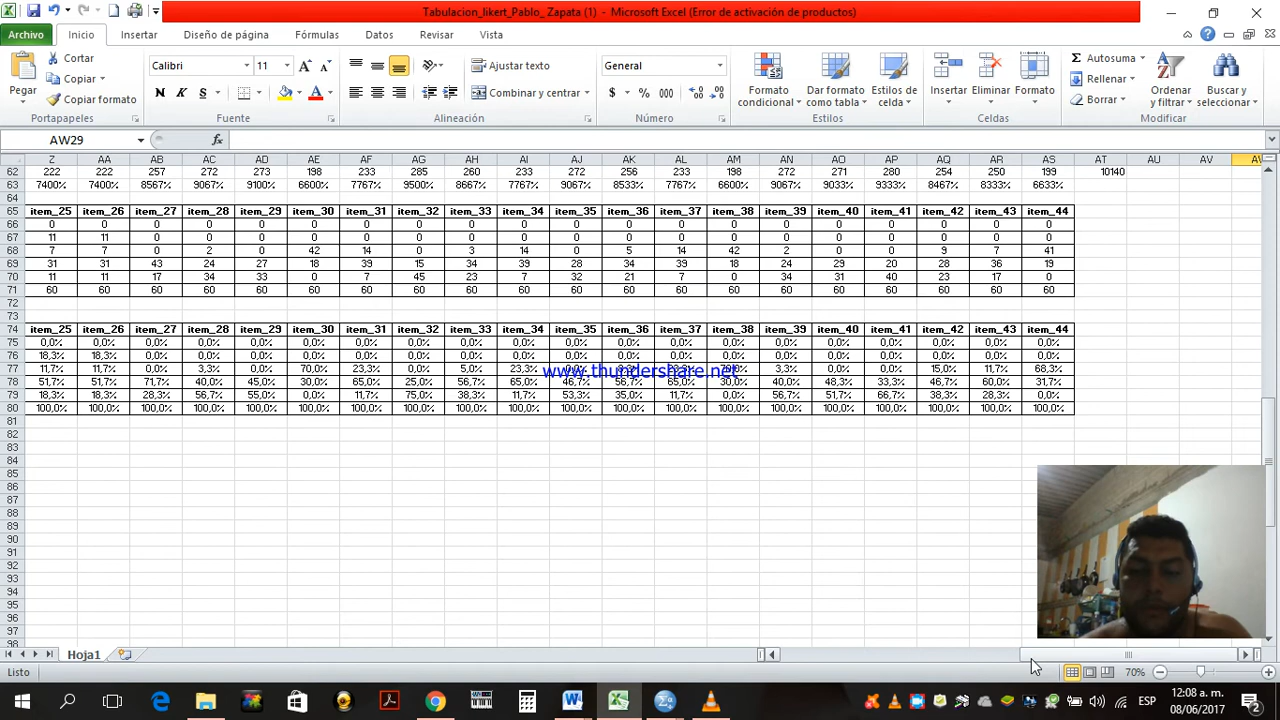 Tabulacion_likert_Pablo_ Zapata (1) - Microsoft Excel (Error de activación de productos)
Archivo Inicio Insertar Diseño de página Fórmulas Datos Revisar Vista
Cortar
Copiar
Copiar formato
Pegar
Portapapeles
Calibri 11
N K S
Fuente
Ajustar texto
Combinar y centrar
Alineación
General
$ % 000
Número
Formato condicional
Dar formato como tabla
Estilos de celda
Estilos
Insertar Eliminar Formato
Celdas
Autosuma
Rellenar
Borrar
Ordenar y filtrar
Buscar y seleccionar
Modificar
AW29 fx
Z AA AB AC AD AE AF AG AH AI AJ AK AL AM AN AO AP AQ AR AS AT AU AV
62 222 222 257 272 273 198 233 285 260 233 272 256 233 198 272 271 280 254 250 199 10140
63 7400% 7400% 8567% 9067% 9100% 6600% 7767% 9500% 8667% 7767% 9067% 8533% 7767% 6600% 9067% 9033% 9333% 8467% 8333% 6633%
64
65 item_25 item_26 item_27 item_28 item_29 item_30 item_31 item_32 item_33 item_34 item_35 item_36 item_37 item_38 item_39 item_40 item_41 item_42 item_43 item_44
66 0 0 0 0 0 0 0 0 0 0 0 0 0 0 0 0 0 0 0 0
67 11 11 0 0 0 0 0 0 0 0 0 0 0 0 0 0 0 0 0 0
68 7 7 0 2 0 42 14 0 3 14 0 5 14 42 2 0 0 9 7 41
69 31 31 43 24 27 18 39 15 34 39 28 34 39 18 24 29 20 28 36 19
70 11 11 17 34 33 0 7 45 23 7 32 21 7 0 34 31 40 23 17 0
71 60 60 60 60 60 60 60 60 60 60 60 60 60 60 60 60 60 60 60 60
72
73
74 item_25 item_26 item_27 item_28 item_29 item_30 item_31 item_32 item_33 item_34 item_35 item_36 item_37 item_38 item_39 item_40 item_41 item_42 item_43 item_44
75 0,0% 0,0% 0,0% 0,0% 0,0% 0,0% 0,0% 0,0% 0,0% 0,0% 0,0% 0,0% 0,0% 0,0% 0,0% 0,0% 0,0% 0,0% 0,0% 0,0%
76 18,3% 18,3% 0,0% 0,0% 0,0% 0,0% 0,0% 0,0% 0,0% 0,0% 0,0% 0,0% 0,0% 0,0% 0,0% 0,0% 0,0% 0,0% 0,0% 0,0%
77 11,7% 11,7% 0,0% 3,3% 0,0% 70,0% 23,3% 0,0% 5,0% 23,3% 3,3% 0,0% 0,0% 15,0% 11,7% 68,3%
www.thundershare.net
78 51,7% 51,7% 71,7% 40,0% 45,0% 30,0% 65,0% 25,0% 56,7% 65,0% 46,7% 56,7% 65,0% 30,0% 40,0% 48,3% 33,3% 46,7% 60,0% 31,7%
79 18,3% 18,3% 28,3% 56,7% 55,0% 0,0% 11,7% 75,0% 38,3% 11,7% 53,3% 35,0% 11,7% 0,0% 56,7% 51,7% 66,7% 38,3% 28,3% 0,0%
80 100,0% 100,0% 100,0% 100,0% 100,0% 100,0% 100,0% 100,0% 100,0% 100,0% 100,0% 100,0% 100,0% 100,0% 100,0% 100,0% 100,0% 100,0% 100,0% 100,0%
81
82
83
84
85
86
87
88
89
90
91
92
93
94
95
96
97
98
Hoja1
Listo 70%
ESP 12:08 a. m.
08/06/2017
2